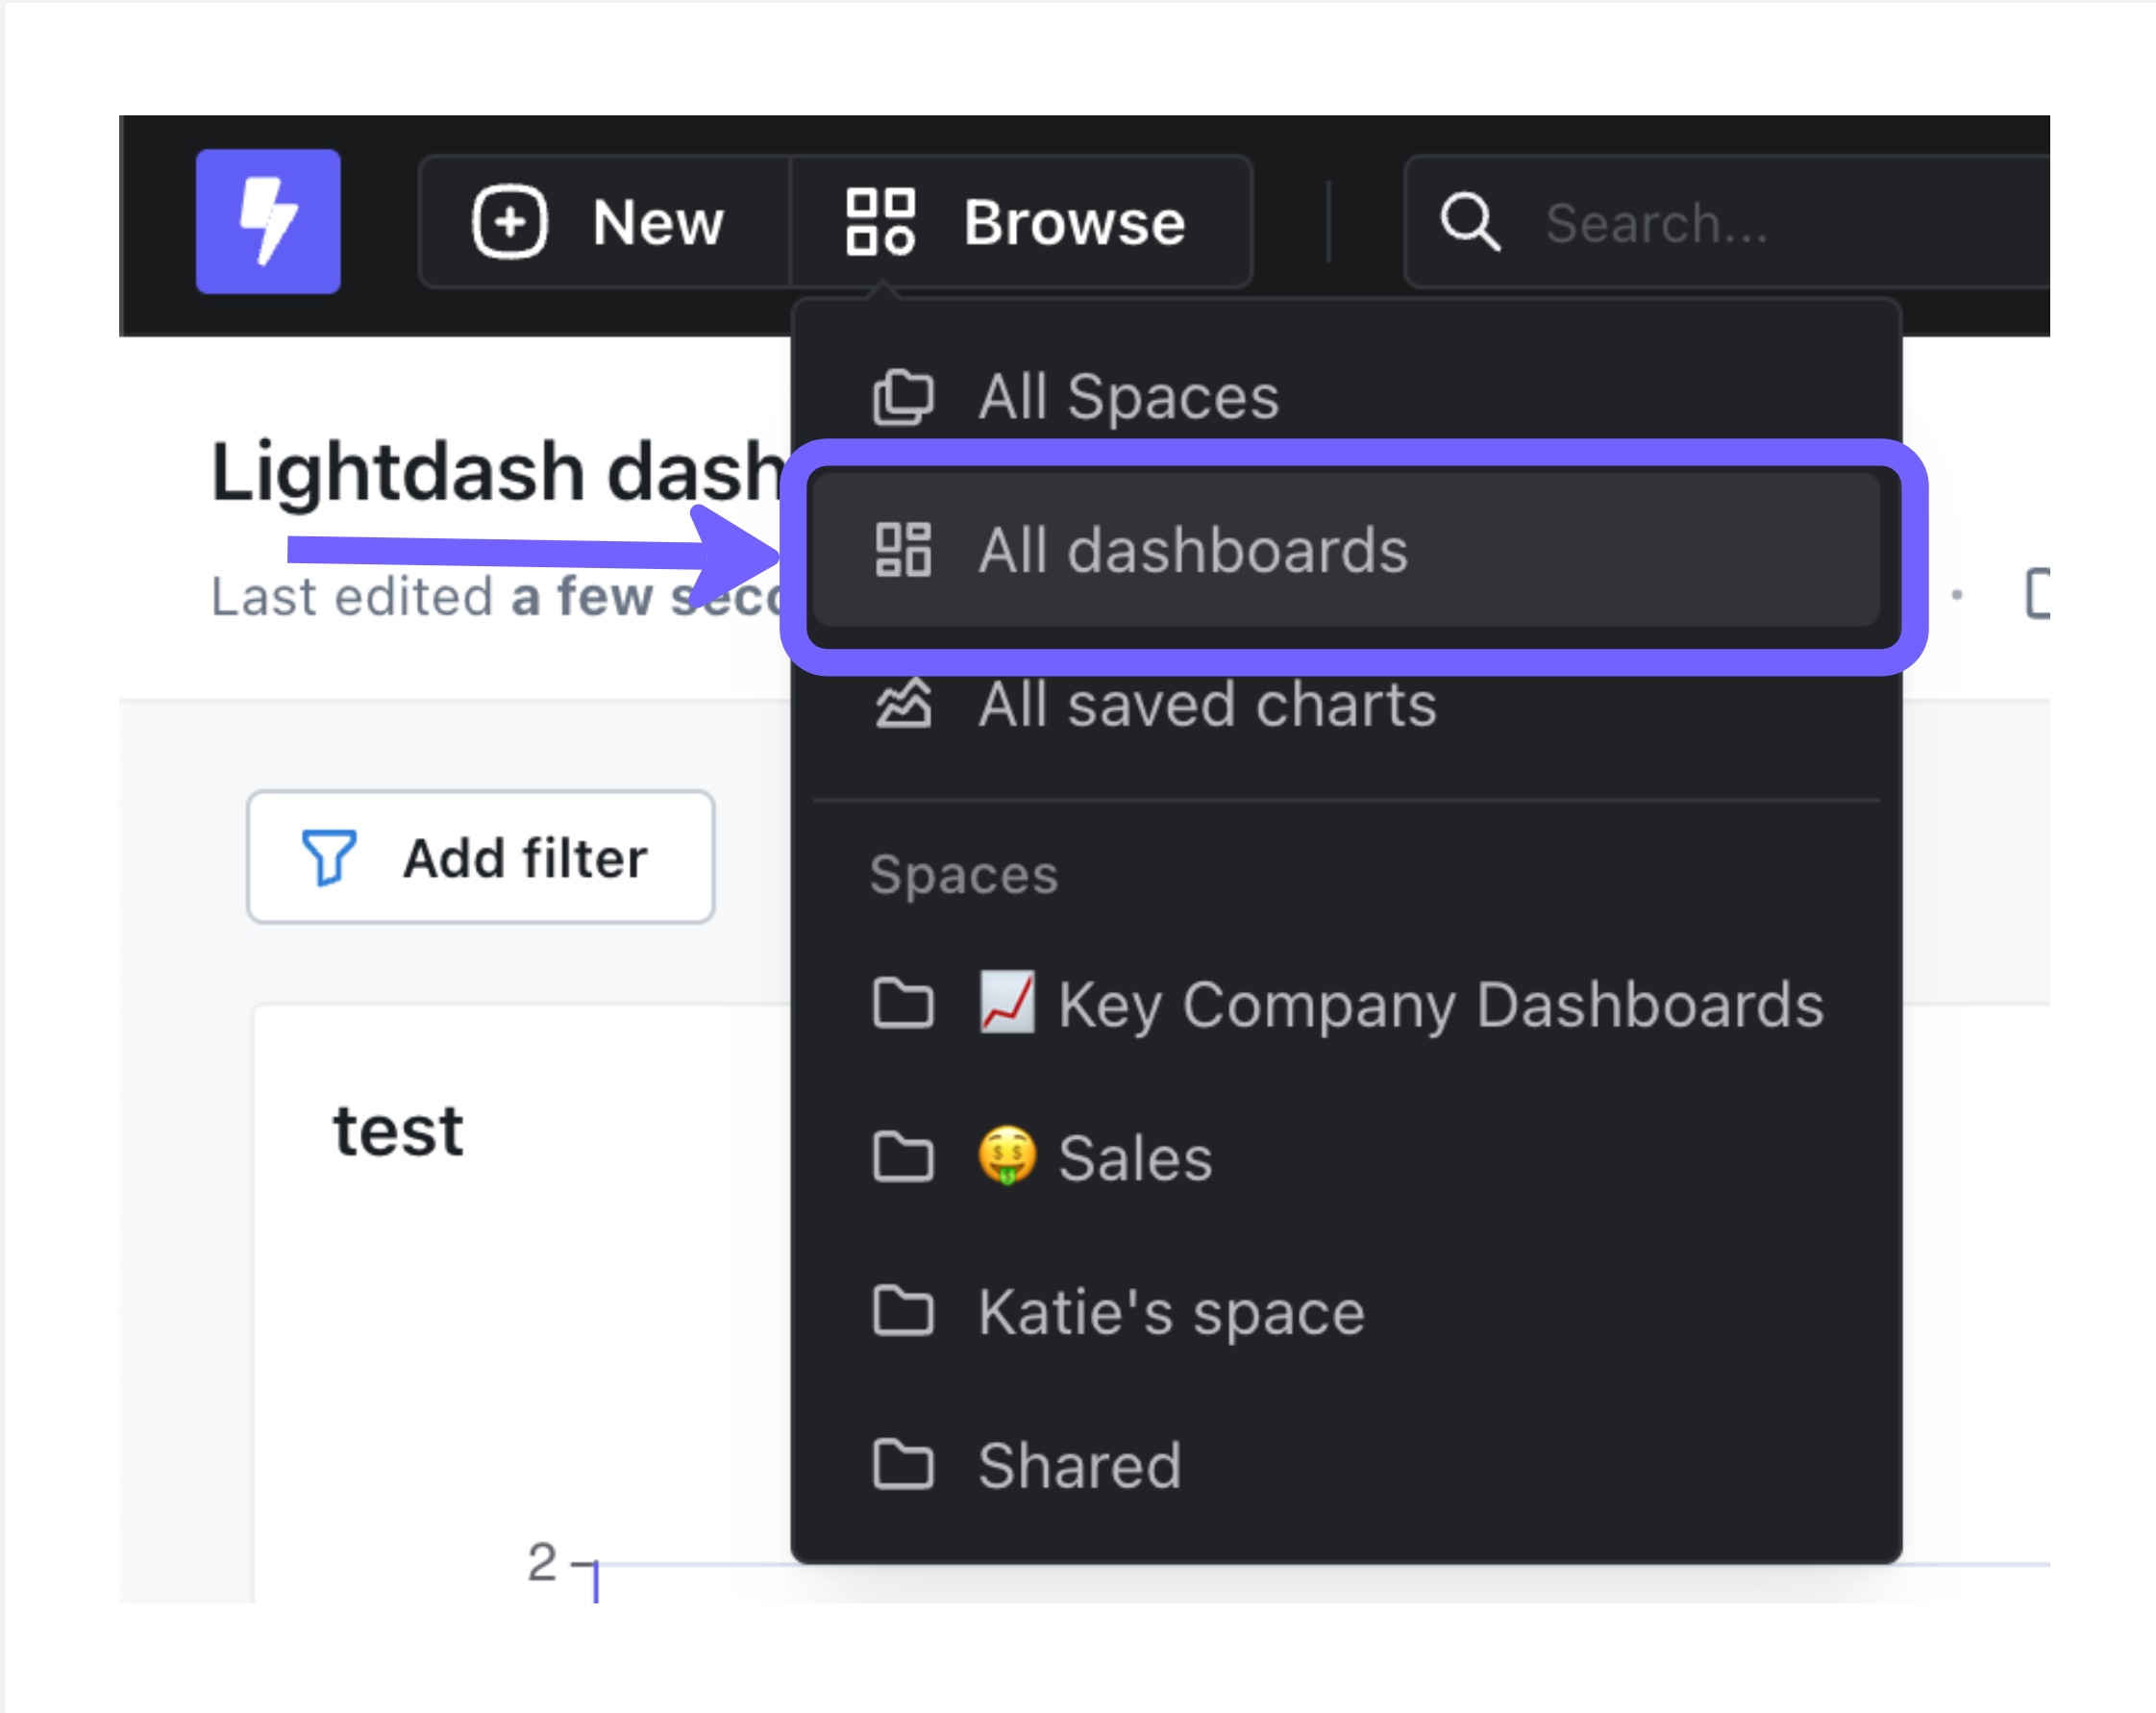 New
Browse
Search...
All Spaces
Lightdash dash
All dashboards
Last edited a few seco
All saved charts
Add filter
Spaces
📈 Key Company Dashboards
test
🤑 Sales
Katie's space
Shared
2